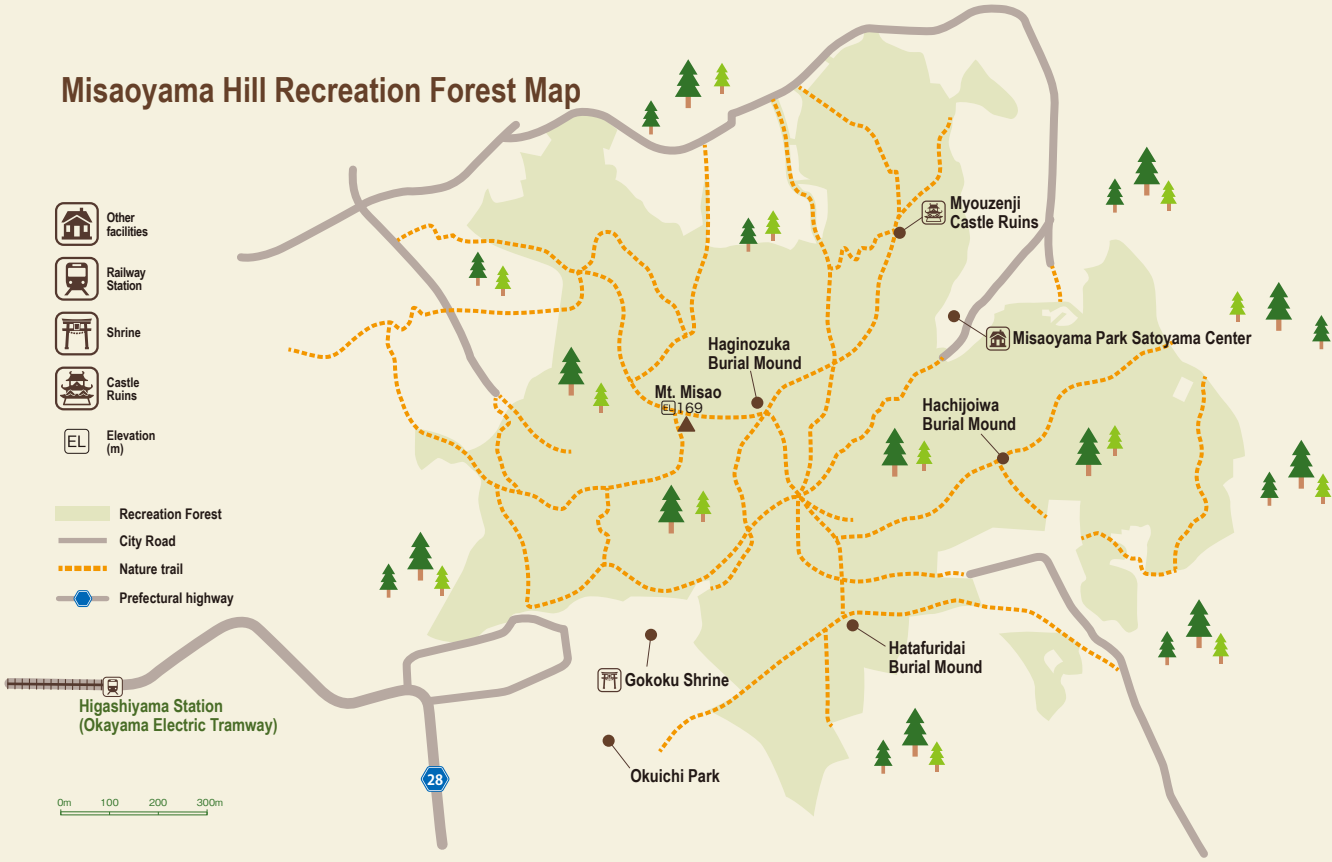 Misaoyama Hill Recreation Forest Map
Other
facilities
Railway
Station
Shrine
Castle
Ruins
EL
Elevation
(m)
Recreation Forest
City Road
Nature trail
Prefectural highway
Myouzenji
Castle Ruins
Misaoyama Park Satoyama Center
Haginozuka
Burial Mound
Mt. Misao
EL 169
Hachijoiwa
Burial Mound
Hatafuridai
Burial Mound
Gokoku Shrine
Okuichi Park
Higashiyama Station
(Okayama Electric Tramway)
28
0m 100 200 300m